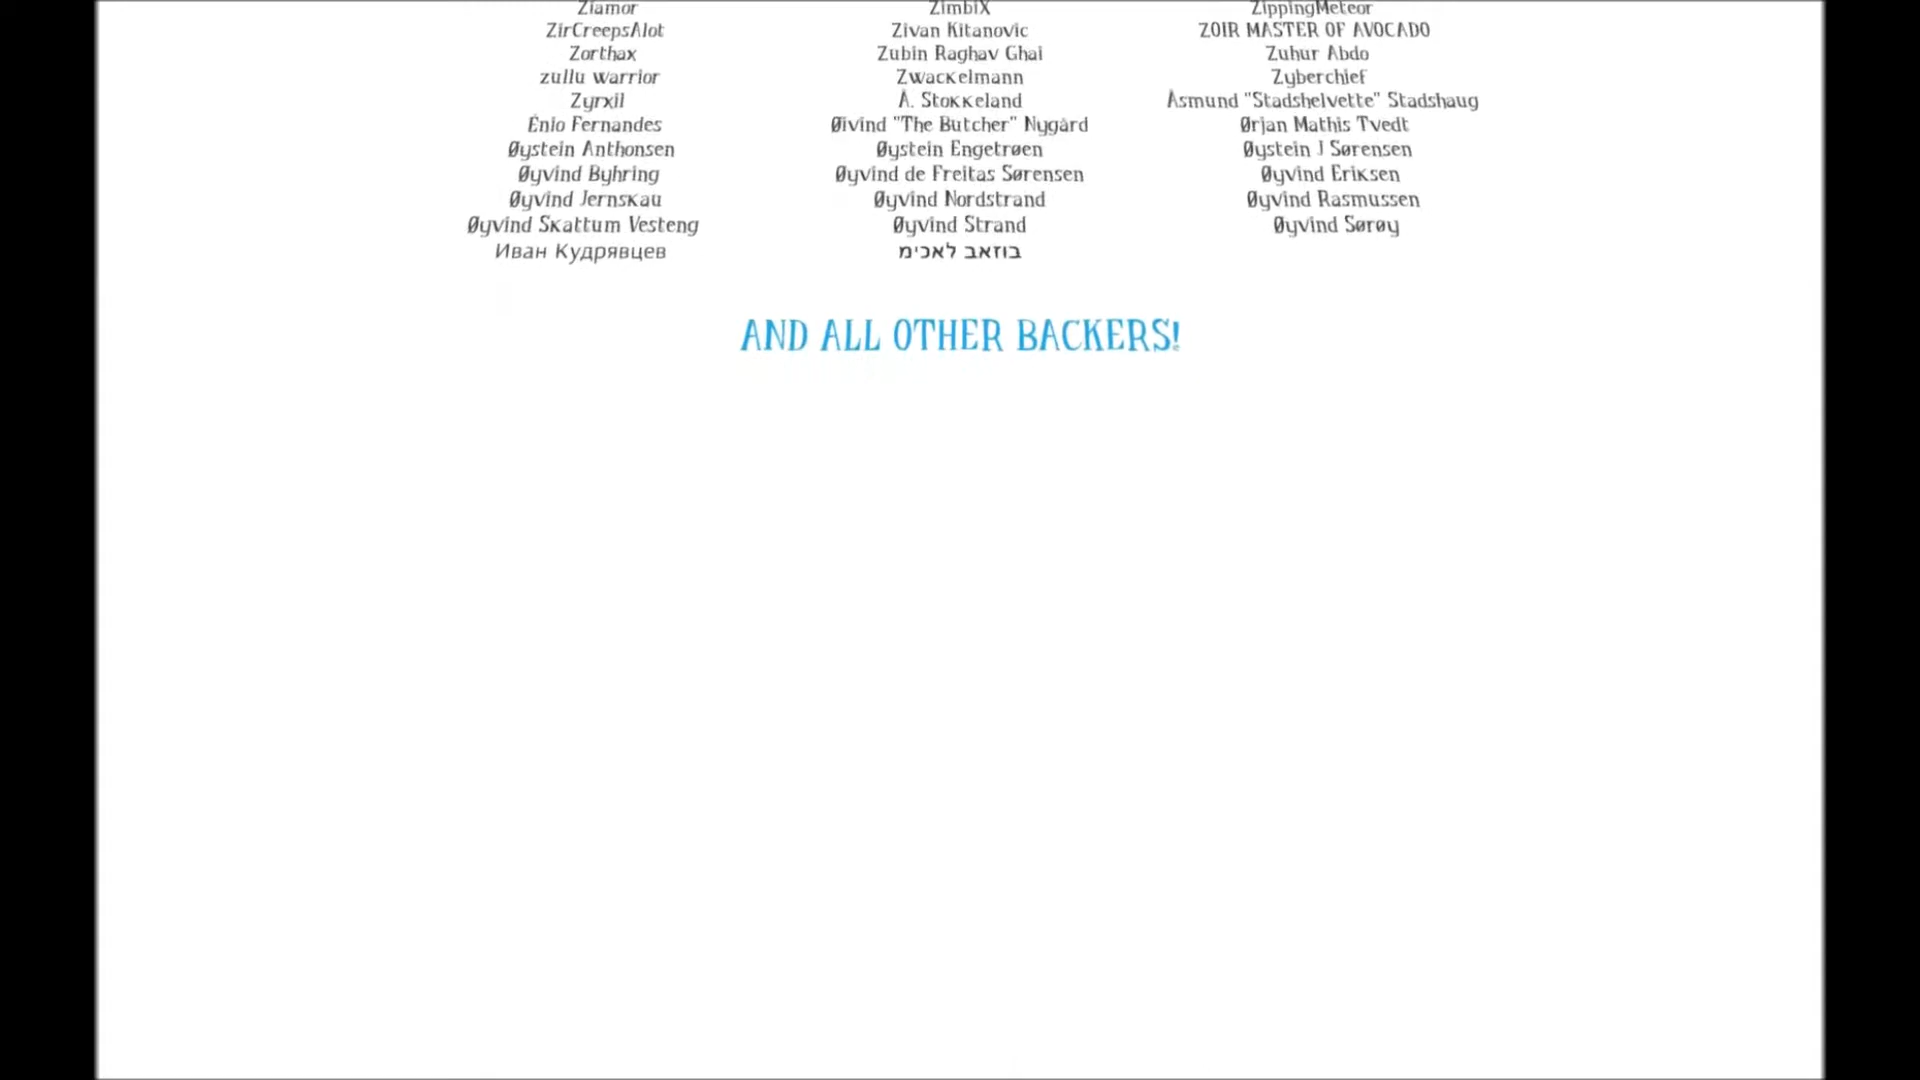 Ziamor ZimbiX ZippingMeteor
ZirCreepsAlot Zivan Kitanovic ZOIR MASTER OF AVOCADO
Zorthax Zubin Raghav Ghai Zuhur Abdo
zullu warrior Zwackelmann Zyberchief
Zyrxil Å. Stokkeland Åsmund "Stadshelvette" Stadshaug
Ênio Fernandes Øivind "The Butcher" Nygård Ørjan Mathis Tvedt
Øystein Anthonsen Øystein Engetrøen Øystein J Sørensen
Øyvind Byhring Øyvind de Freitas Sørensen Øyvind Eriksen
Øyvind Jernskau Øyvind Nordstrand Øyvind Rasmussen
Øyvind Skattum Vesteng Øyvind Strand Øyvind Sørøy
Иван Кудрявцев בוזאב לאכימ
AND ALL OTHER BACKERS!